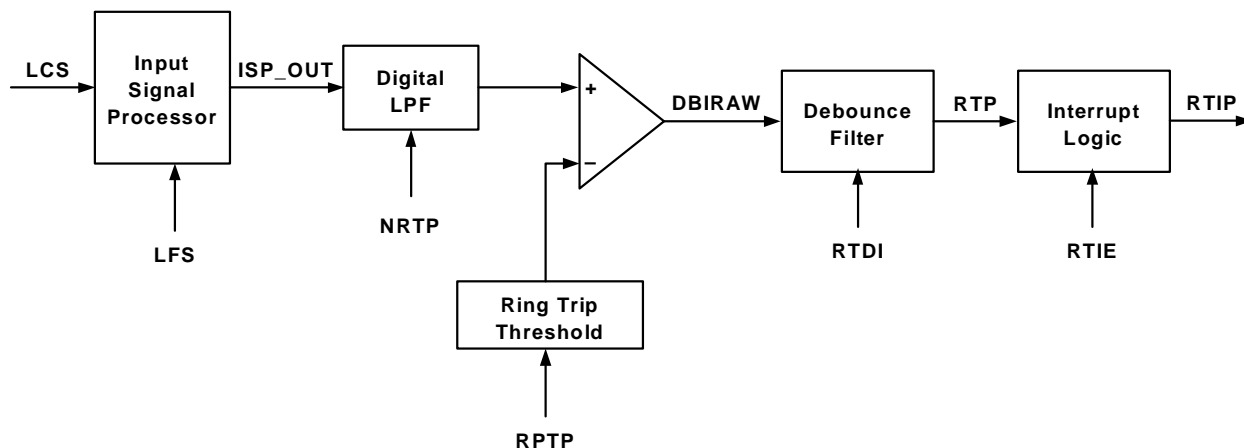 LCS
Input
Signal
Processor
ISP_OUT
LFS
Digital
LPF
NRTP
+
–
Ring Trip
Threshold
RPTP
DBIRAW
Debounce
Filter
RTDI
RTP
Interrupt
Logic
RTIE
RTIP